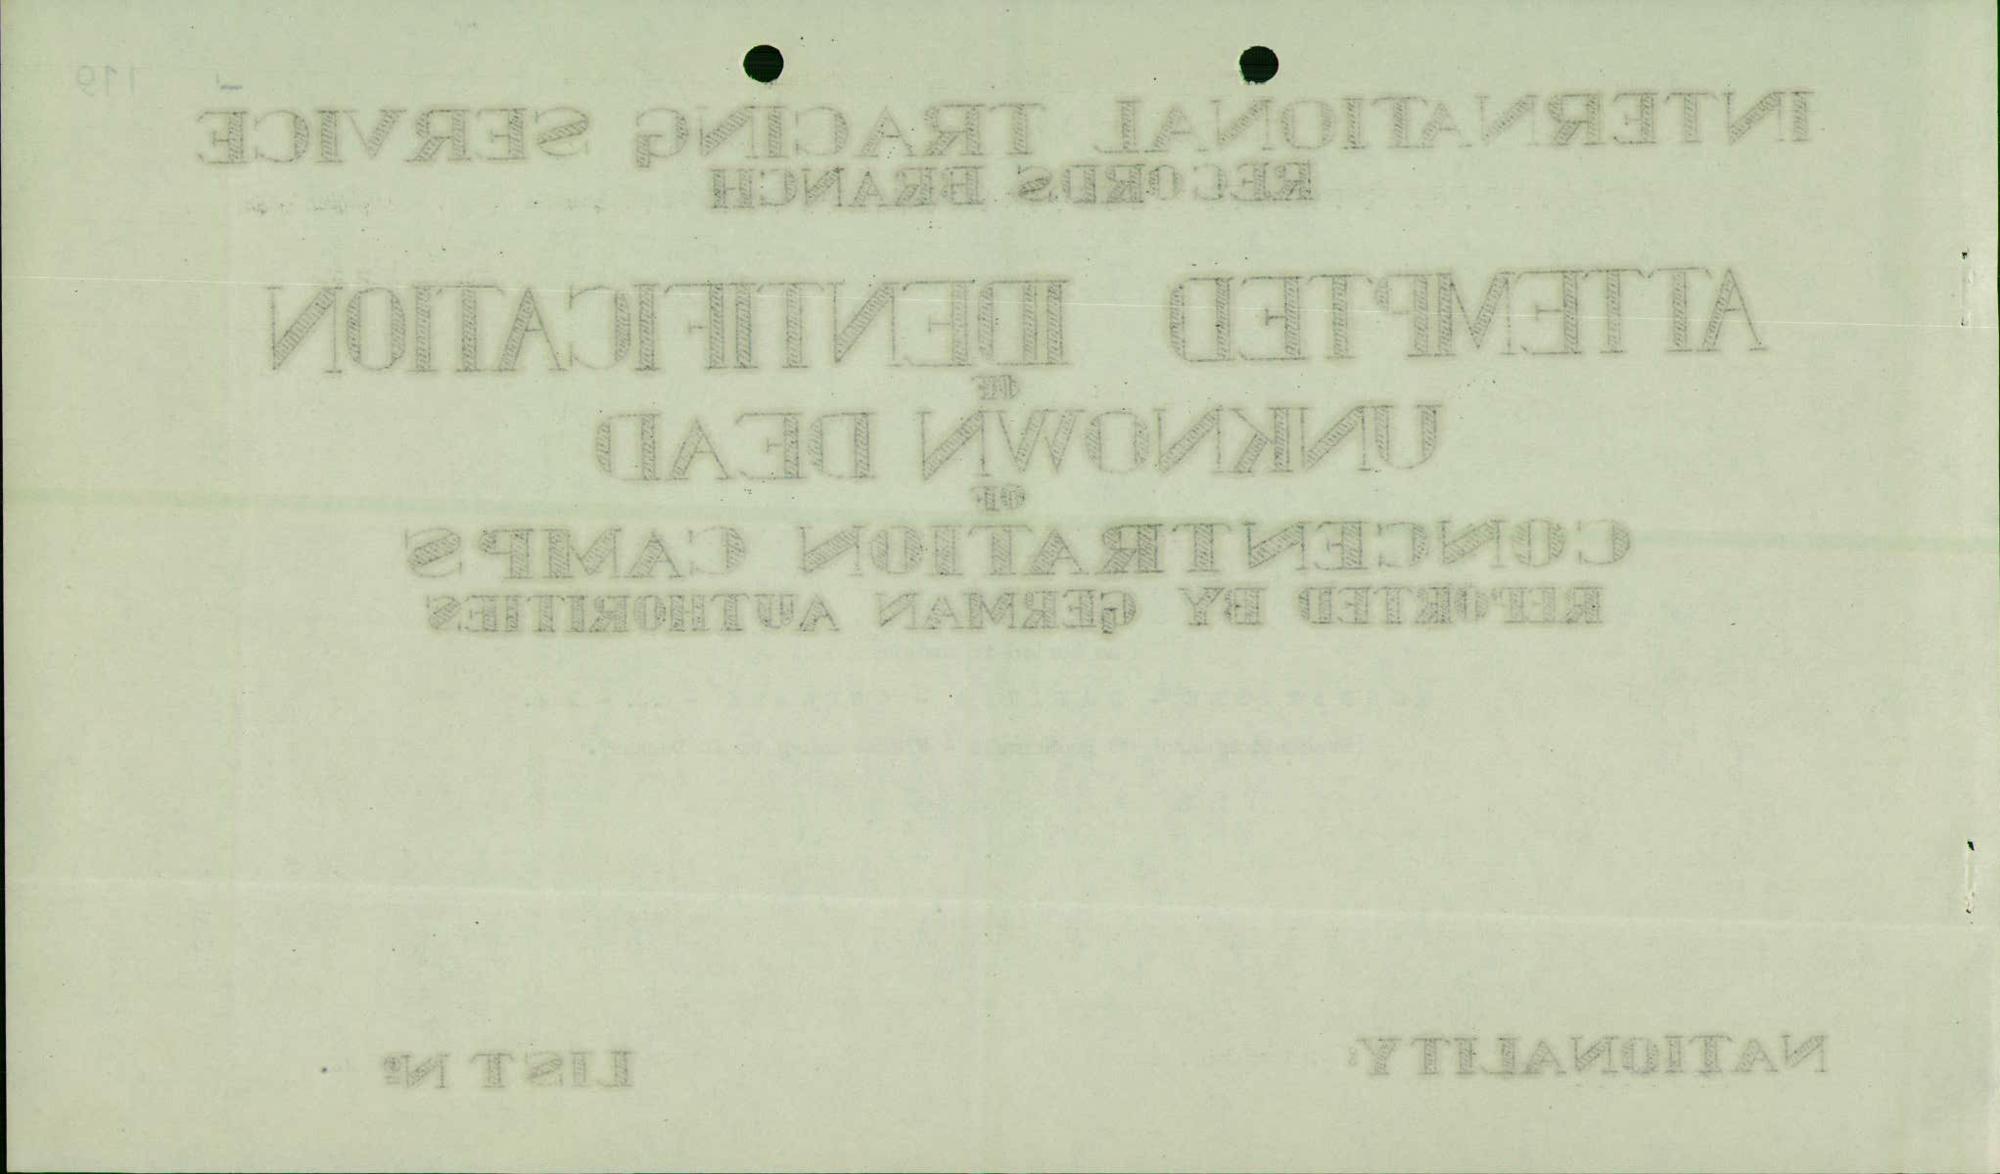 119
INTERNATIONAL TRACING SERVICE
RECORDS BRANCH
ATTEMPTED IDENTIFICATION
OF
UNKNOWN DEAD
OF
CONCENTRATION CAMPS
REPORTED BY GERMAN AUTHORITIES
NATIONALITY:
LIST Nº